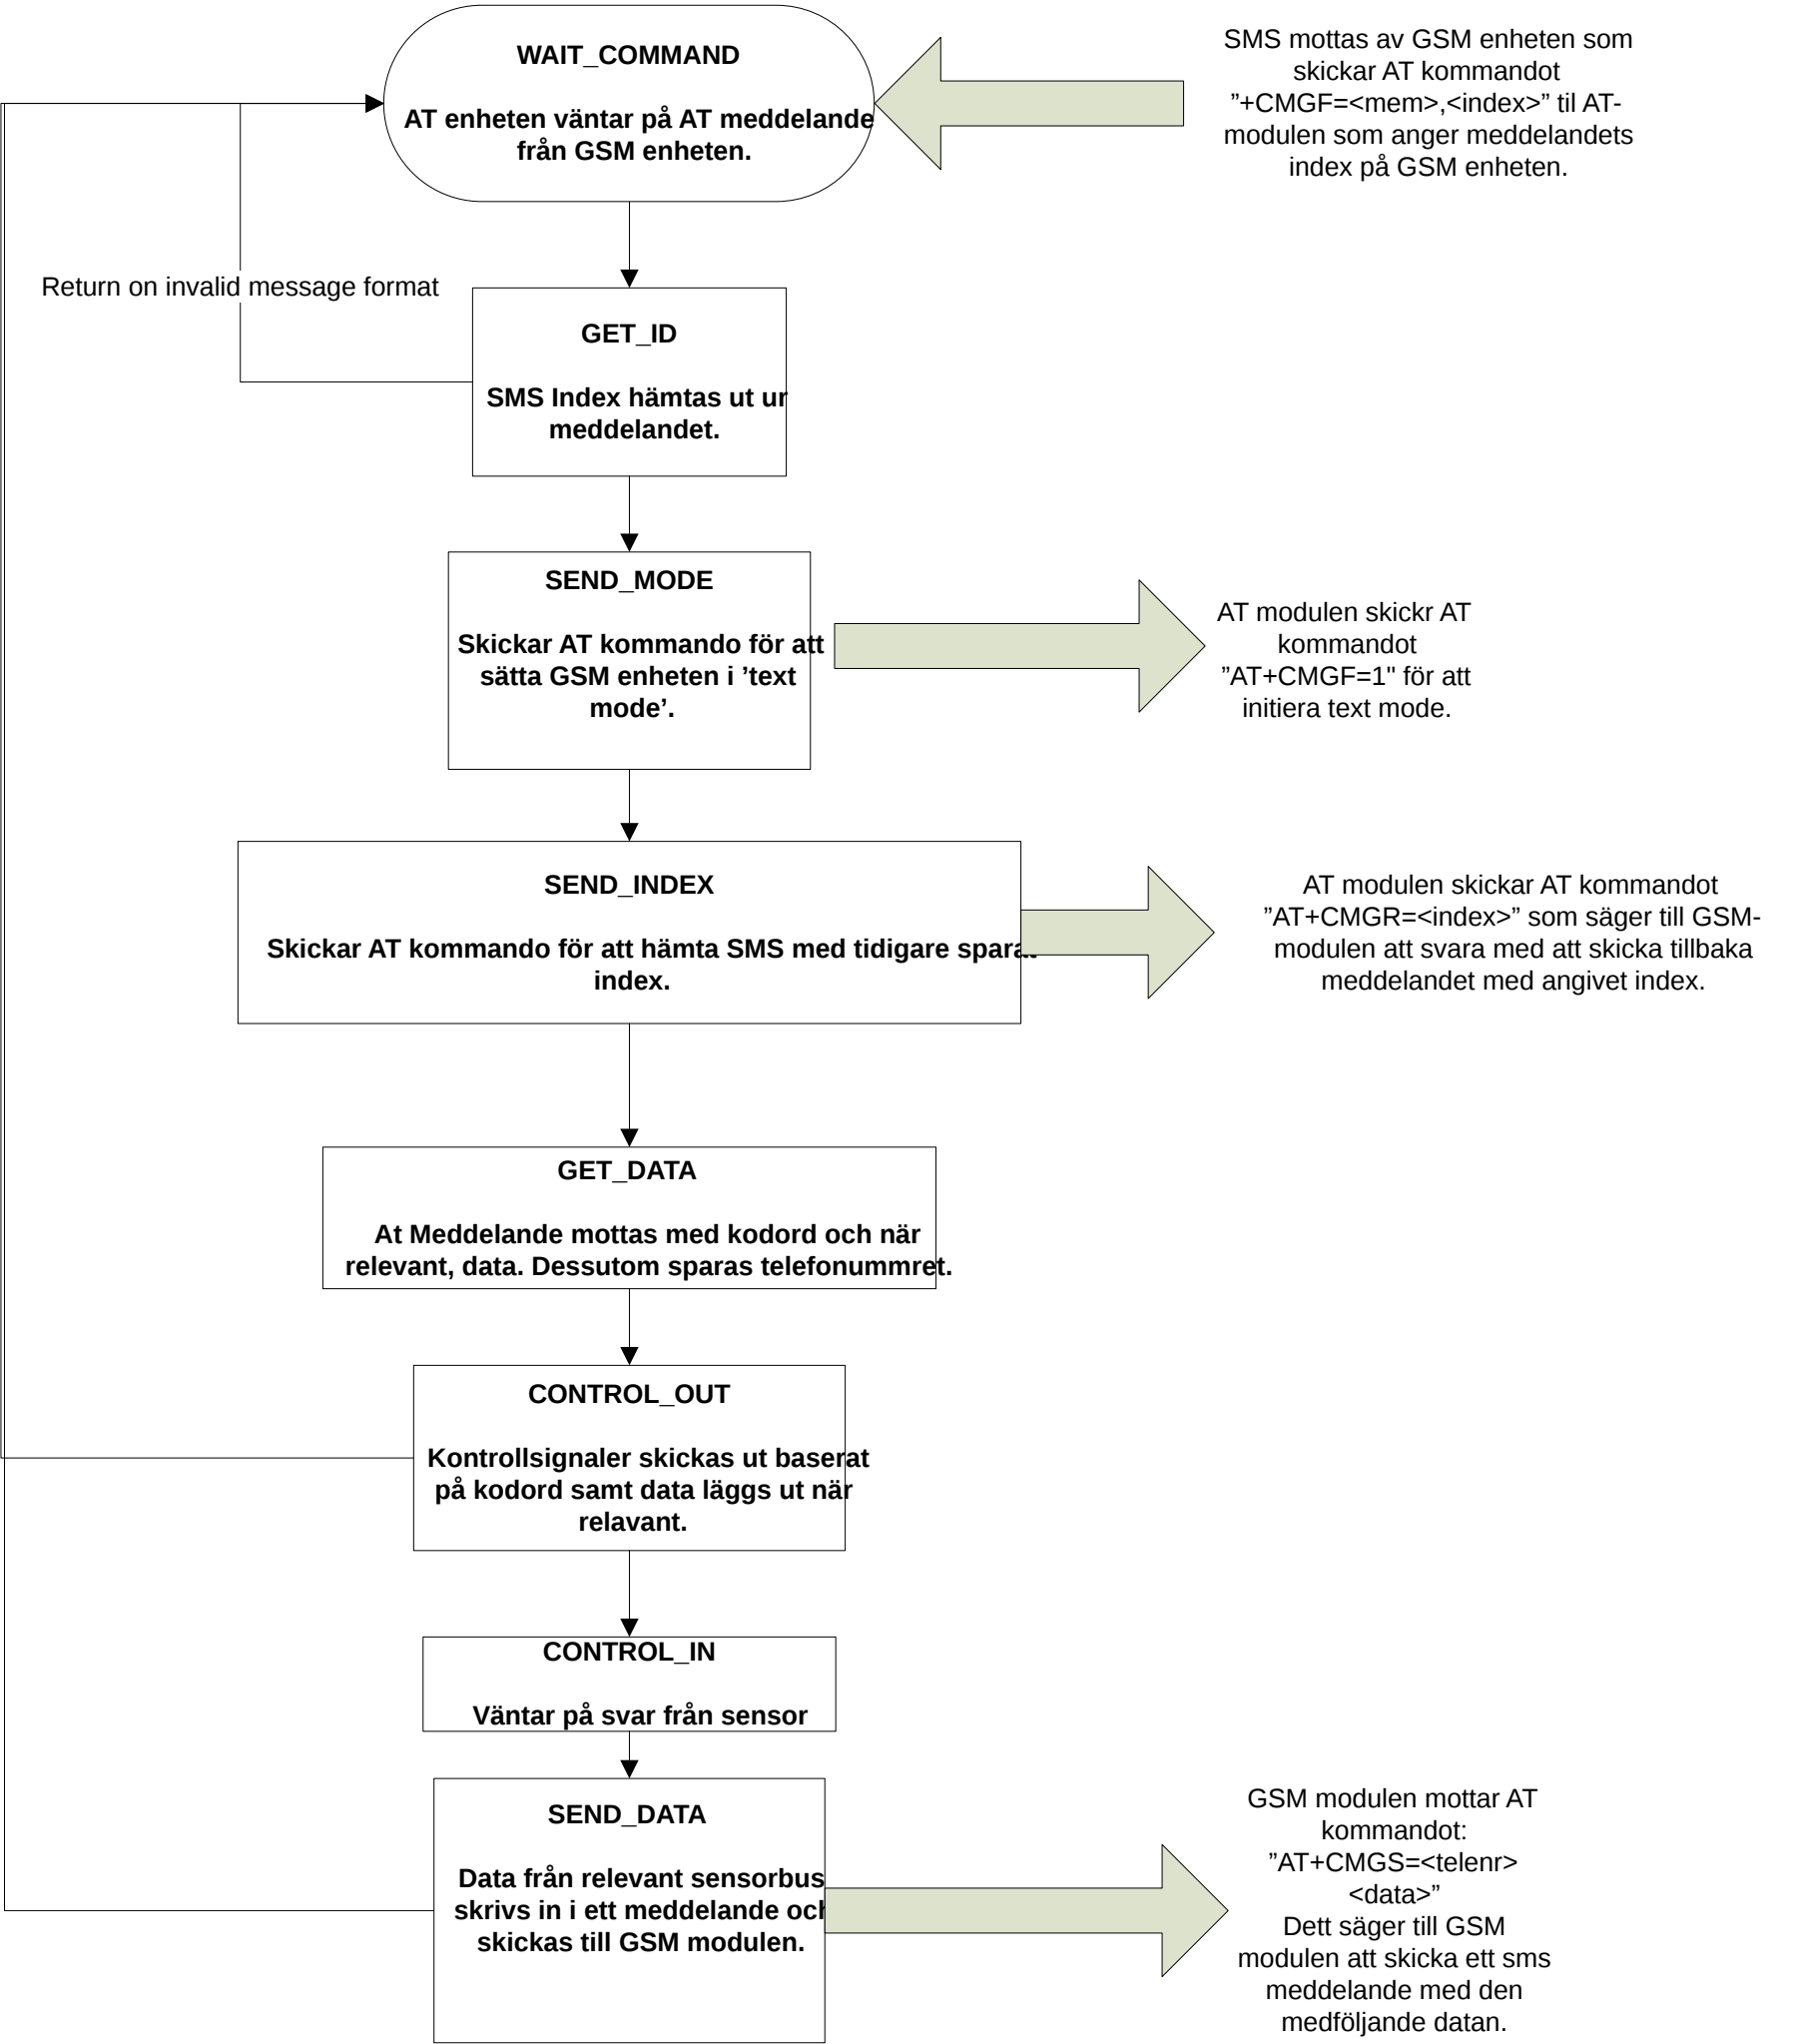 WAIT_COMMAND
AT enheten väntar på AT meddelande
från GSM enheten.
SMS mottas av GSM enheten som
skickar AT kommandot
”+CMGF=<mem>,<index>” til AT-
modulen som anger meddelandets
index på GSM enheten.
Return on invalid message format
GET_ID
SMS Index hämtas ut ur
meddelandet.
SEND_MODE
Skickar AT kommando för att
sätta GSM enheten i ’text
mode’.
AT modulen skickr AT
kommandot
”AT+CMGF=1" för att
initiera text mode.
SEND_INDEX
Skickar AT kommando för att hämta SMS med tidigare sparat
index.
AT modulen skickar AT kommandot
”AT+CMGR=<index>” som säger till GSM-
modulen att svara med att skicka tillbaka
meddelandet med angivet index.
GET_DATA
At Meddelande mottas med kodord och när
relevant, data. Dessutom sparas telefonummret.
CONTROL_OUT
Kontrollsignaler skickas ut baserat
på kodord samt data läggs ut när
relavant.
CONTROL_IN
Väntar på svar från sensor
SEND_DATA
Data från relevant sensorbus
skrivs in i ett meddelande och
skickas till GSM modulen.
GSM modulen mottar AT
kommandot:
”AT+CMGS=<telenr>
<data>”
Dett säger till GSM
modulen att skicka ett sms
meddelande med den
medföljande datan.